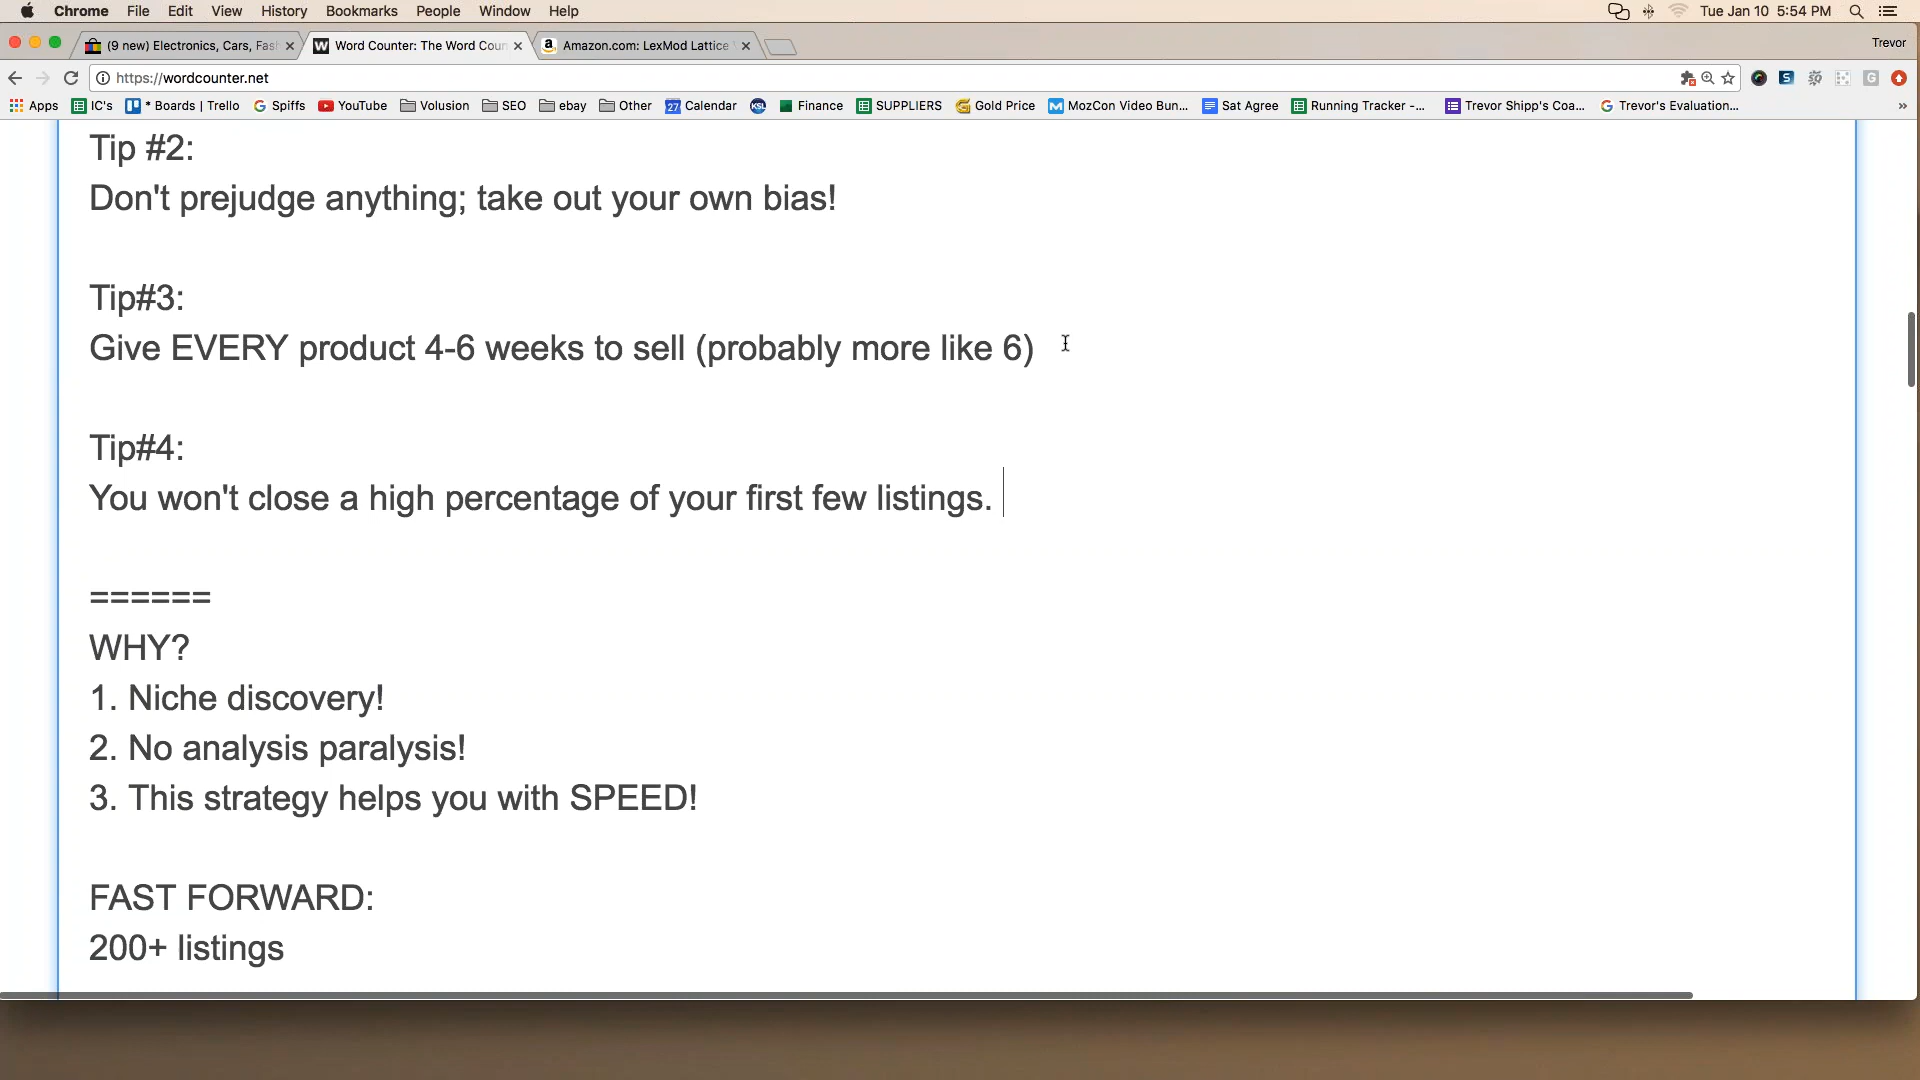 Chrome File Edit View History Bookmarks People Window Help Tue Jan 10 5:54 PM
(9 new) Electronics, Cars, Fas Word Counter: The Word Coun Amazon.com: LexMod Lattice Trevor
https://wordcounter.net
Apps IC's * Boards | Trello Spiffs YouTube Volusion SEO ebay Other 27 Calendar KSL Finance SUPPLIERS Gold Price MozCon Video Bun... Sat Agree Running Tracker -... Trevor Shipp's Coa... Trevor's Evaluation... »
Tip #2:
Don't prejudge anything; take out your own bias!
Tip#3:
Give EVERY product 4-6 weeks to sell (probably more like 6)
Tip#4:
You won't close a high percentage of your first few listings.
======
WHY?
1. Niche discovery!
2. No analysis paralysis!
3. This strategy helps you with SPEED!
FAST FORWARD:
200+ listings